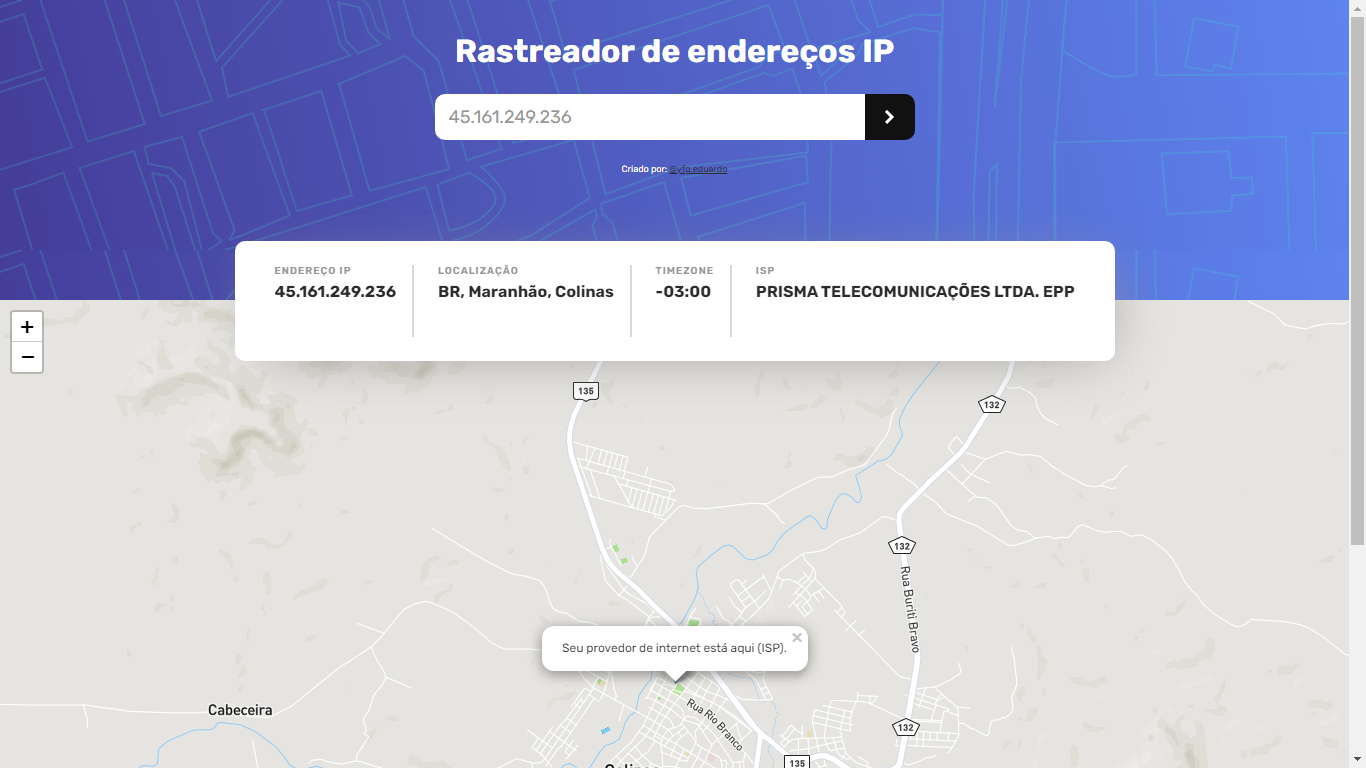 Rastreador de endereços IP
45.161.249.236
Criado por: @yfg.eduardo
ENDEREÇO IP
45.161.249.236
LOCALIZAÇÃO
BR, Maranhão, Colinas
TIMEZONE
-03:00
ISP
PRISMA TELECOMUNICAÇÕES LTDA. EPP
+
−
135
132
132
Rua Buriti Bravo
Seu provedor de internet está aqui (ISP).
×
Rua Rio Branco
Cabeceira
132
135